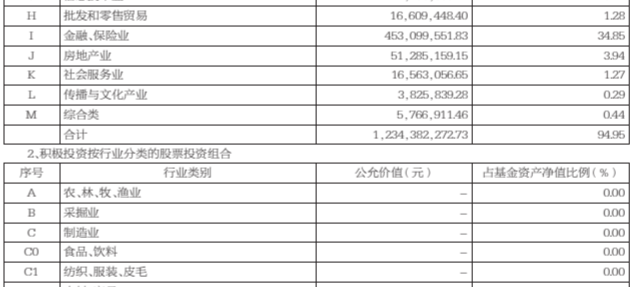 H 批发和零售贸易 16,609,448.40 1.28
I 金融、保险业 453,099,551.83 34.85
J 房地产业 51,285,159.15 3.94
K 社会服务业 16,563,056.65 1.27
L 传播与文化产业 3,825,839.28 0.29
M 综合类 5,766,911.46 0.44
合计 1,234,382,272.73 94.95
2、积极投资按行业分类的股票投资组合
序号 行业类别 公允价值(元) 占基金资产净值比例(%)
A 农、林、牧、渔业 – 0.00
B 采掘业 – 0.00
C 制造业 – 0.00
C0 食品、饮料 – 0.00
C1 纺织、服装、皮毛 – 0.00